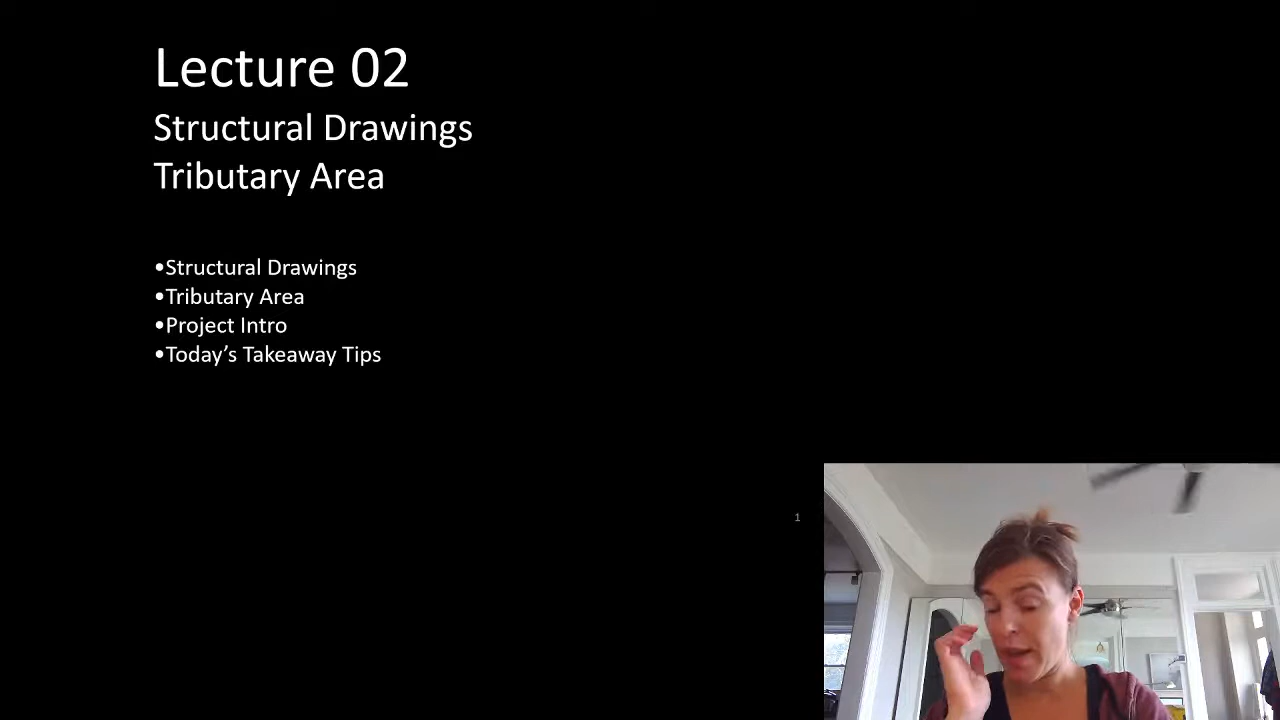 Lecture 02
Structural Drawings
Tributary Area
•Structural Drawings
•Tributary Area
•Project Intro
•Today’s Takeaway Tips
1